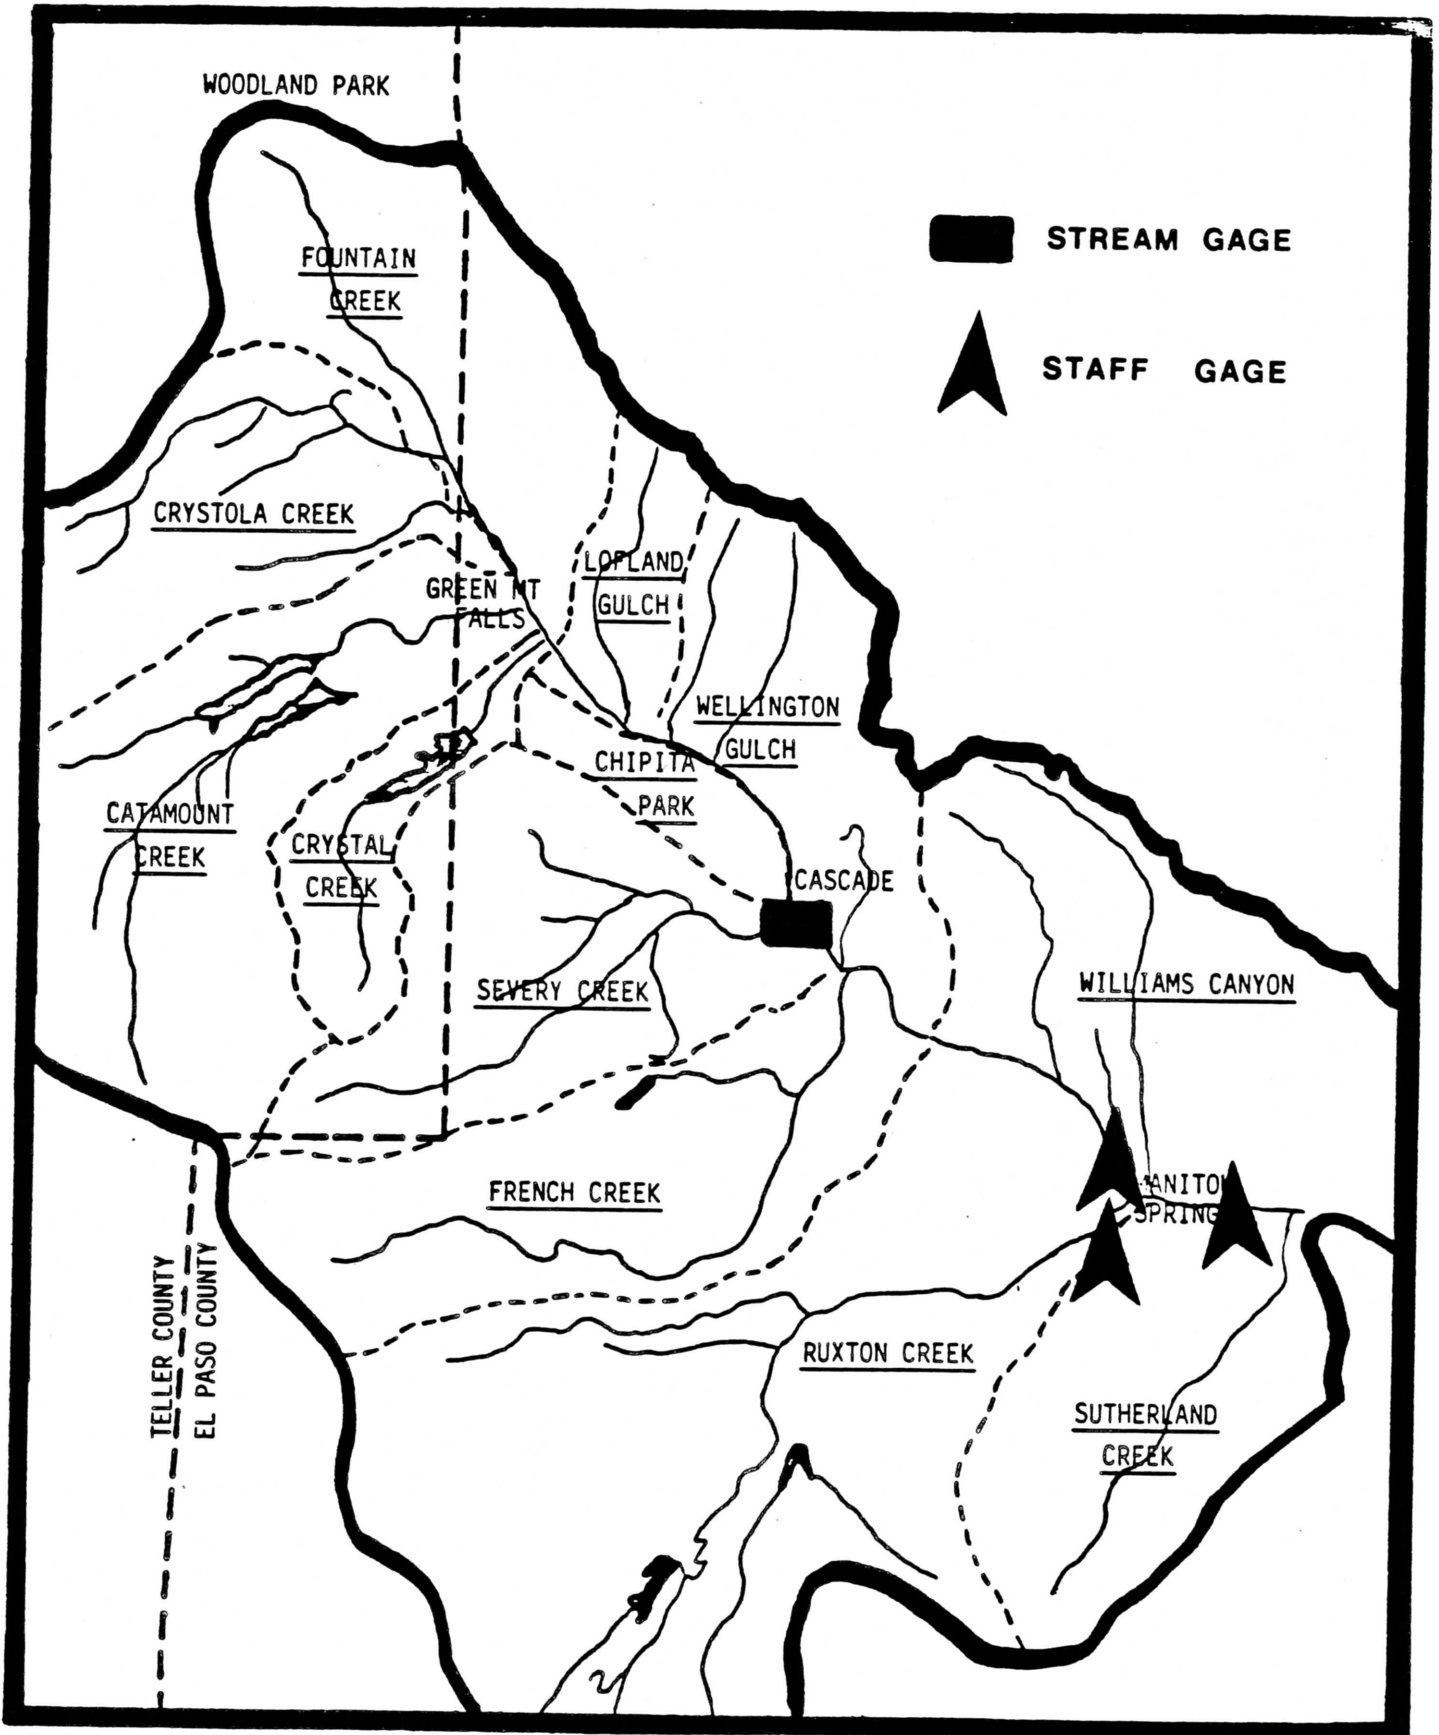 WOODLAND PARK
STREAM GAGE
FOUNTAIN
CREEK
STAFF GAGE
CRYSTOLA CREEK
LOFLAND
GULCH
GREEN MT
FALLS
WELLINGTON
GULCH
CHIPITA
PARK
CATAMOUNT
CREEK
CRYSTAL
CREEK
CASCADE
SEVERY CREEK
WILLIAMS CANYON
MANITOU
SPRINGS
FRENCH CREEK
TELLER COUNTY
EL PASO COUNTY
RUXTON CREEK
SUTHERLAND
CREEK